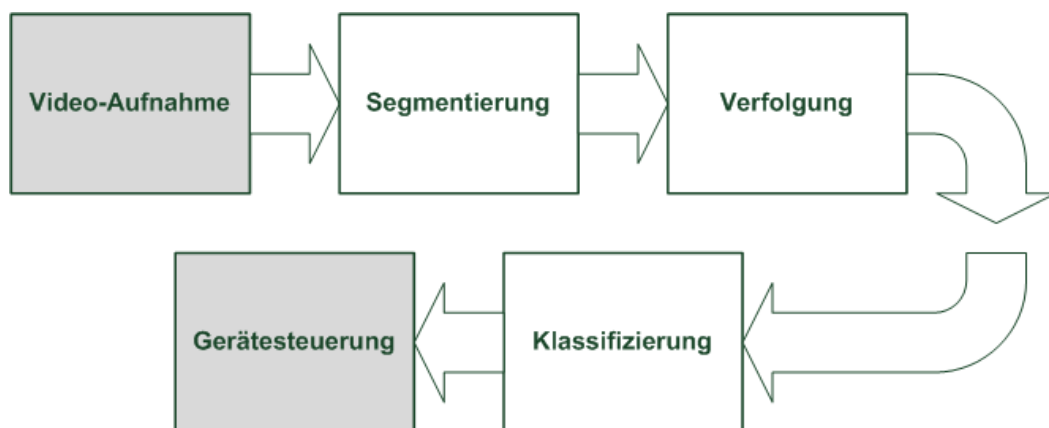 Video-Aufnahme
Segmentierung
Verfolgung
Klassifizierung
Gerätesteuerung